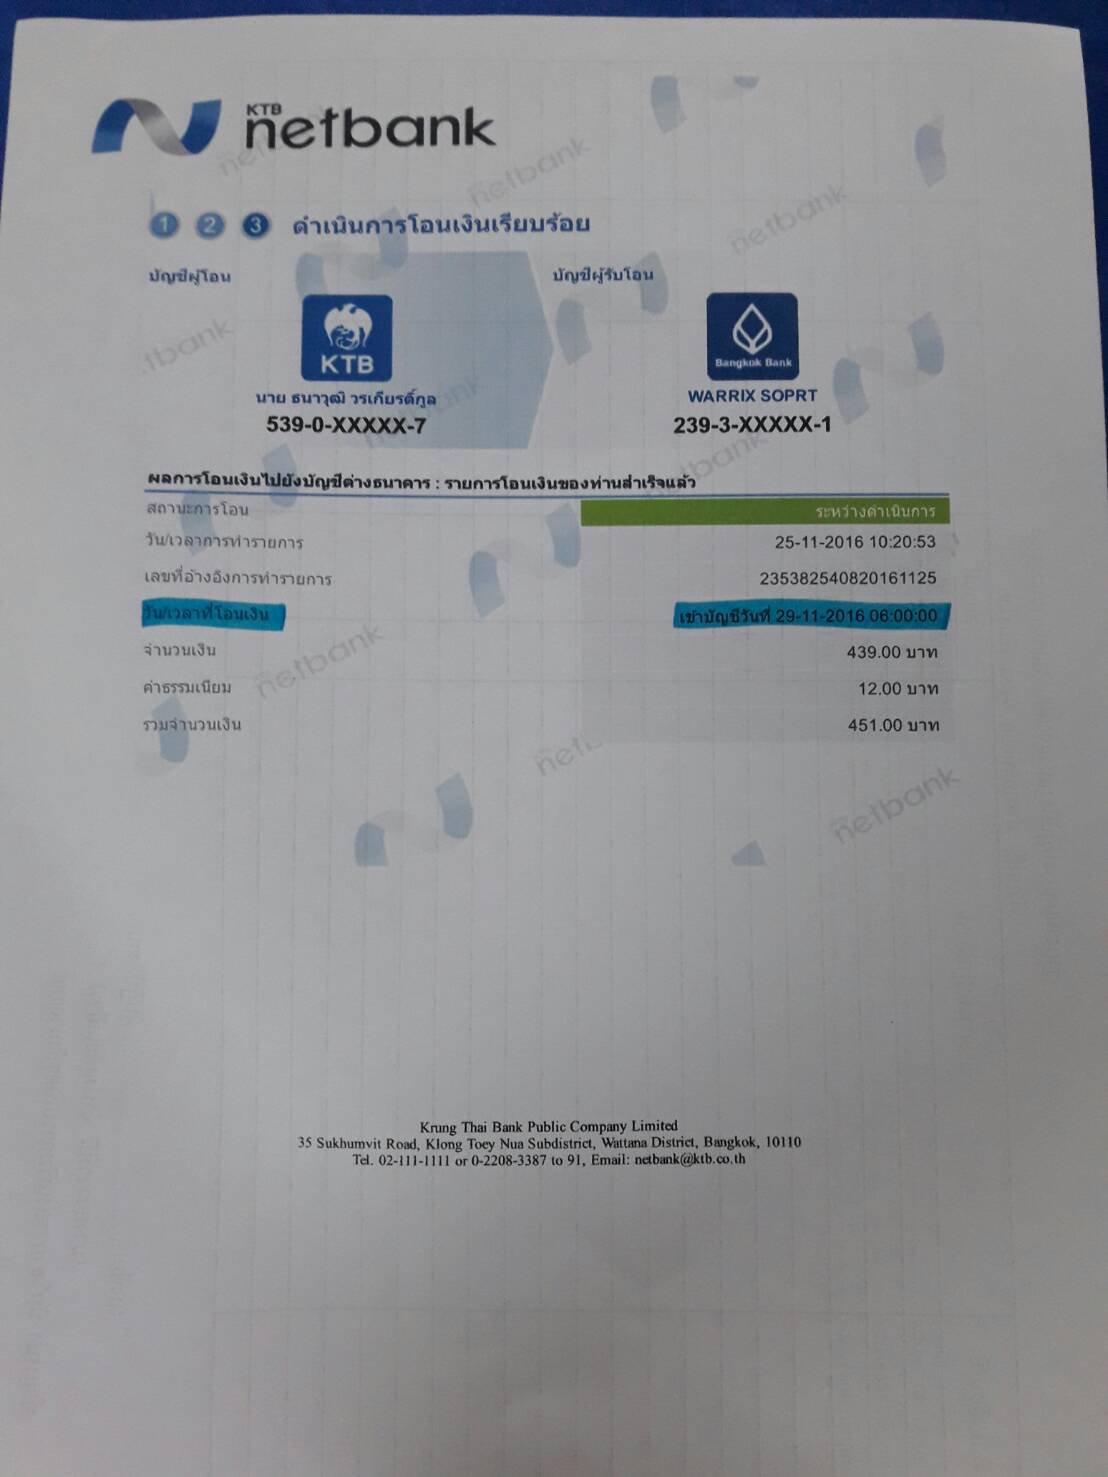 KTB
netbank
1 2 3 ดำเนินการโอนเงินเรียบร้อย
บัญชีผู้โอน บัญชีผู้รับโอน
KTB Bangkok Bank
นาย ธนาวุฒิ วรเกียรติ์กูล WARRIX SOPRT
539-0-XXXXX-7 239-3-XXXXX-1
ผลการโอนเงินไปยังบัญชีต่างธนาคาร : รายการโอนเงินของท่านสำเร็จแล้ว
สถานะการโอน ระหว่างดำเนินการ
วัน/เวลาการทำรายการ 25-11-2016 10:20:53
เลขที่อ้างอิงการทำรายการ 235382540820161125
วัน/เวลาที่โอนเงิน เข้าบัญชีวันที่ 29-11-2016 06:00:00
จำนวนเงิน 439.00 บาท
ค่าธรรมเนียม 12.00 บาท
รวมจำนวนเงิน 451.00 บาท
Krung Thai Bank Public Company Limited
35 Sukhumvit Road, Klong Toey Nua Subdistrict, Wattana District, Bangkok, 10110
Tel. 02-111-1111 or 0-2208-3387 to 91, Email: netbank@ktb.co.th